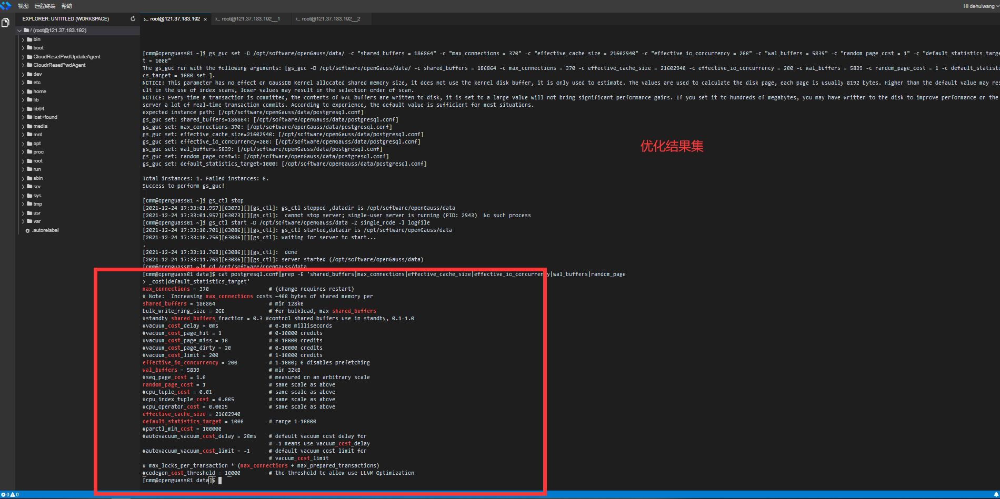 视图 远程终端 帮助
Hi dehuiwang
EXPLORER: UNTITLED (WORKSPACE)
>_ root@121.37.183.192 ×
>_ root@121.37.183.192__1
>_ root@121.37.183.192__2
/ (root@121.37.183.192)
bin
boot
CloudResetPwdUpdateAgent
CloudrResetPwdAgent
dev
etc
home
lib
lib64
lost+found
media
mnt
opt
proc
root
run
sbin
srv
sys
tmp
usr
var
.autorelabel
[omm@openguass01 ~]$ gs_guc set -D /opt/software/openGauss/data/ -c "shared_buffers = 186864" -c "max_connections = 370" -c "effective_cache_size = 21602940" -c "effective_io_concurrency = 200" -c "wal_buffers = 5839" -c "random_page_cost = 1" -c "default_statistics_targe
t = 1000"
The gs_guc run with the following arguments: [gs_guc -D /opt/software/openGauss/data/ -c shared_buffers = 186864 -c max_connections = 370 -c effective_cache_size = 21602940 -c effective_io_concurrency = 200 -c wal_buffers = 5839 -c random_page_cost = 1 -c default_statisti
cs_target = 1000 set ].
NOTICE: This parameter has no effect on GaussDB Kernel allocated shared memory size, it does not use the kernel disk buffer, it is only used to estimate. The values are used to calculate the disk page, each page is usually 8192 bytes. Higher than the default value may res
ult in the use of index scans, lower values may result in the selection order of scan.
NOTICE: Every time a transaction is committed, the contents of WAL buffers are written to disk, it is set to a large value will not bring significant performance gains. If you set it to hundreds of megabytes, you may have written to the disk to improve performance on the
server a lot of real-time transaction commits. According to experience, the default value is sufficient for most situations.
expected instance path: [/opt/software/openGauss/data/postgresql.conf]
gs_guc set: shared_buffers=186864: [/opt/software/openGauss/data/postgresql.conf]
gs_guc set: max_connections=370: [/opt/software/openGauss/data/postgresql.conf]
gs_guc set: effective_cache_size=21602940: [/opt/software/openGauss/data/postgresql.conf]
gs_guc set: effective_io_concurrency=200: [/opt/software/openGauss/data/postgresql.conf]
gs_guc set: wal_buffers=5839: [/opt/software/openGauss/data/postgresql.conf]
gs_guc set: random_page_cost=1: [/opt/software/openGauss/data/postgresql.conf]
gs_guc set: default_statistics_target=1000: [/opt/software/openGauss/data/postgresql.conf]
优化结果集
Total instances: 1. Failed instances: 0.
Success to perform gs_guc!
[omm@openguass01 ~]$ gs_ctl stop
[2021-12-24 17:33:01.957][63073][][gs_ctl]: gs_ctl stopped ,datadir is /opt/software/openGauss/data
[2021-12-24 17:33:01.957][63073][][gs_ctl]:  cannot stop server; single-user server is running (PID: 2943)  No such process
[omm@openguass01 ~]$ gs_ctl start -D /opt/software/openGauss/data -Z single_node -l logfile
[2021-12-24 17:33:10.701][63086][][gs_ctl]: gs_ctl started,datadir is /opt/software/openGauss/data
[2021-12-24 17:33:10.756][63086][][gs_ctl]: waiting for server to start...
.
[2021-12-24 17:33:11.768][63086][][gs_ctl]:  done
[2021-12-24 17:33:11.768][63086][][gs_ctl]: server started (/opt/software/openGauss/data)
[omm@openguass01 ~]$ cd /opt/software/openGauss/data
[omm@openguass01 data]$ cat postgresql.conf|grep -E 'shared_buffers|max_connections|effective_cache_size|effective_io_concurrency|wal_buffers|random_page
> _cost|default_statistics_target'
max_connections = 370 # (change requires restart)
# Note:  Increasing max_connections costs ~400 bytes of shared memory per
shared_buffers = 186864 # min 128kB
bulk_write_ring_size = 2GB # for bulkload, max shared_buffers
#standby_shared_buffers_fraction = 0.3 #control shared buffers use in standby, 0.1-1.0
#vacuum_cost_delay = 0ms # 0-100 milliseconds
#vacuum_cost_page_hit = 1 # 0-10000 credits
#vacuum_cost_page_miss = 10 # 0-10000 credits
#vacuum_cost_page_dirty = 20 # 0-10000 credits
#vacuum_cost_limit = 200 # 1-10000 credits
effective_io_concurrency = 200 # 1-1000; 0 disables prefetching
wal_buffers = 5839 # min 32kB
#seq_page_cost = 1.0 # measured on an arbitrary scale
random_page_cost = 1 # same scale as above
#cpu_tuple_cost = 0.01 # same scale as above
#cpu_index_tuple_cost = 0.005 # same scale as above
#cpu_operator_cost = 0.0025 # same scale as above
effective_cache_size = 21602940
default_statistics_target = 1000 # range 1-10000
#parctl_min_cost = 100000
#autovacuum_vacuum_cost_delay = 20ms # default vacuum cost delay for
# -1 means use vacuum_cost_delay
#autovacuum_vacuum_cost_limit = -1 # default vacuum cost limit for
# vacuum_cost_limit
# max_locks_per_transaction * (max_connections + max_prepared_transactions)
#codegen_cost_threshold = 10000 # the threshold to allow use LLVM Optimization
[omm@openguass01 data]$
0 0